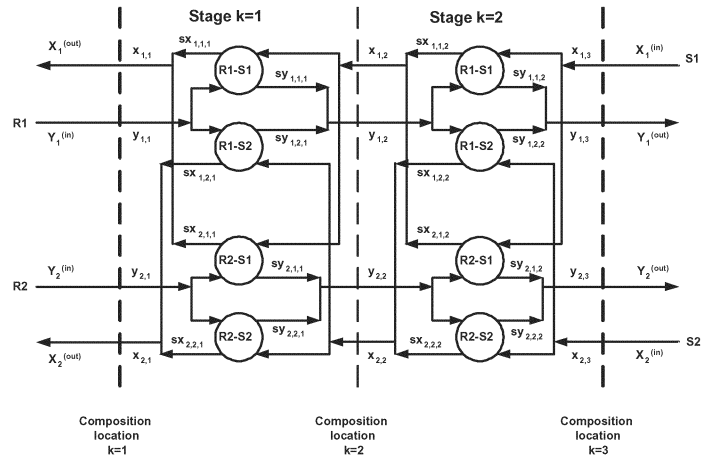 Stage k=1 Stage k=2
X1(out) x1,1 sx1,1,1 R1-S1 sy1,1,1 x1,2 sx1,1,2 R1-S1 sy1,1,2 x1,3 X1(in) S1
R1 Y1(in) y1,1 R1-S2 sy1,2,1 y1,2 R1-S2 sy1,2,2 y1,3 Y1(out)
sx1,2,1 sx1,2,2
sx2,1,1 sx2,1,2
R2 Y2(in) y2,1 R2-S1 sy2,1,1 y2,2 R2-S1 sy2,1,2 y2,3 Y2(out)
X2(out) x2,1 sx2,2,1 R2-S2 sy2,2,1 x2,2 sx2,2,2 R2-S2 sy2,2,2 x2,3 X2(in) S2
Composition
location
k=1
Composition
location
k=2
Composition
location
k=3